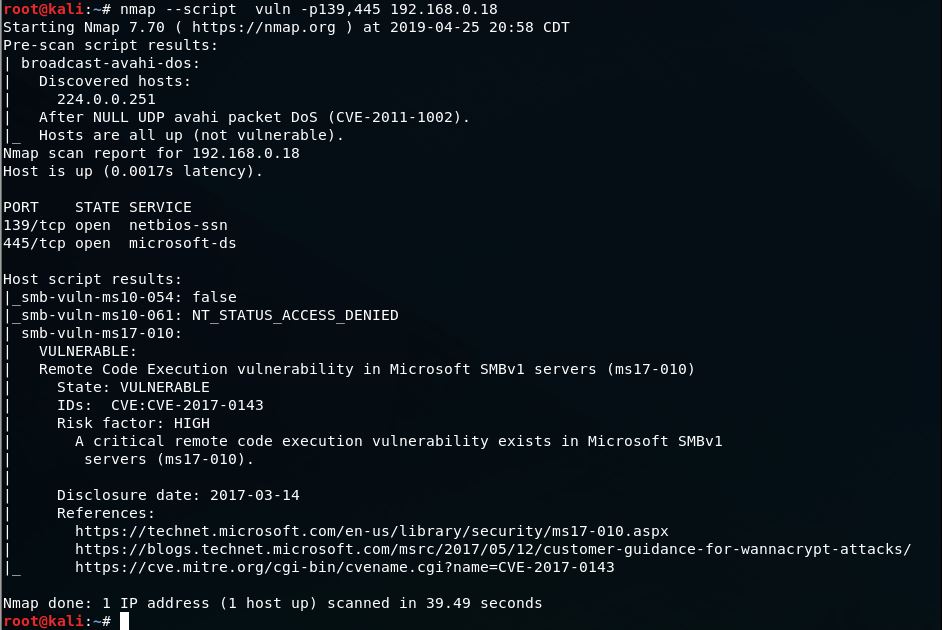 root@kali:~# nmap --script  vuln -p139,445 192.168.0.18
Starting Nmap 7.70 ( https://nmap.org ) at 2019-04-25 20:58 CDT
Pre-scan script results:
| broadcast-avahi-dos:
|   Discovered hosts:
|     224.0.0.251
|   After NULL UDP avahi packet DoS (CVE-2011-1002).
|_  Hosts are all up (not vulnerable).
Nmap scan report for 192.168.0.18
Host is up (0.0017s latency).

PORT    STATE SERVICE
139/tcp open  netbios-ssn
445/tcp open  microsoft-ds

Host script results:
|_smb-vuln-ms10-054: false
|_smb-vuln-ms10-061: NT_STATUS_ACCESS_DENIED
| smb-vuln-ms17-010:
|   VULNERABLE:
|   Remote Code Execution vulnerability in Microsoft SMBv1 servers (ms17-010)
|     State: VULNERABLE
|     IDs:  CVE:CVE-2017-0143
|     Risk factor: HIGH
|       A critical remote code execution vulnerability exists in Microsoft SMBv1
|        servers (ms17-010).
|
|     Disclosure date: 2017-03-14
|     References:
|       https://technet.microsoft.com/en-us/library/security/ms17-010.aspx
|       https://blogs.technet.microsoft.com/msrc/2017/05/12/customer-guidance-for-wannacrypt-attacks/
|_      https://cve.mitre.org/cgi-bin/cvename.cgi?name=CVE-2017-0143

Nmap done: 1 IP address (1 host up) scanned in 39.49 seconds
root@kali:~#